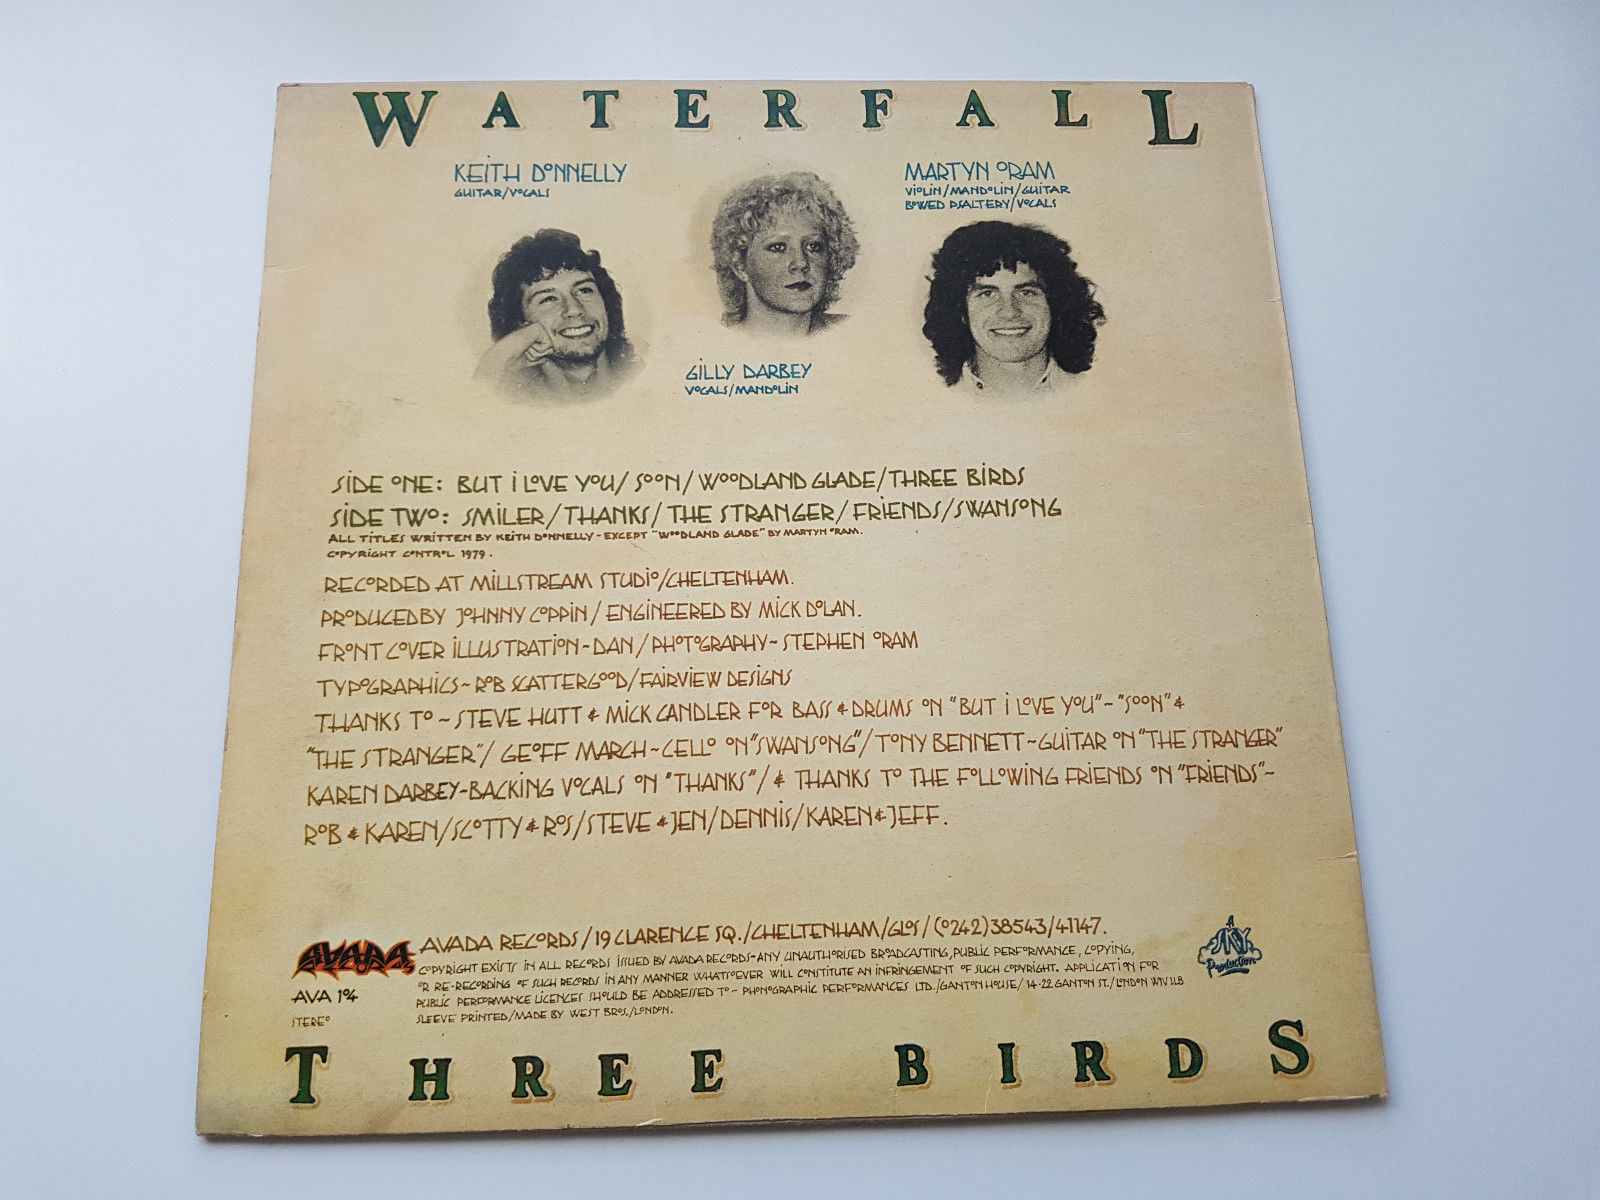 WATERFALL
KEITH DONNELLY
GUITAR/VOCALS
MARTYN ORAM
VIOLIN/MANDOLIN/GUITAR
BOWED PSALTERY/VOCALS
GILLY DARBEY
VOCALS/MANDOLIN
SIDE ONE: BUT I LOVE YOU/SOON/WOODLAND GLADE/THREE BIRDS
SIDE TWO: SMILER/THANKS/THE STRANGER/FRIENDS/SWANSONG
ALL TITLES WRITTEN BY KEITH DONNELLY - EXCEPT "WOODLAND GLADE" BY MARTYN ORAM.
COPYRIGHT CONTROL 1979.
RECORDED AT MILLSTREAM STUDIO/CHELTENHAM.
PRODUCED BY JOHNNY COPPIN/ENGINEERED BY MICK DOLAN.
FRONT COVER ILLUSTRATION~DAN/PHOTOGRAPHY~STEPHEN ORAM
TYPOGRAPHICS~ROB SCATTERGOOD/FAIRVIEW DESIGNS
THANKS TO ~ STEVE HUTT & MICK CANDLER FOR BASS & DRUMS ON "BUT I LOVE YOU"~"SOON" &
"THE STRANGER"/GEOFF MARCH~CELLO ON "SWANSONG"/TONY BENNETT~GUITAR ON "THE STRANGER"
KAREN DARBEY~BACKING VOCALS ON "THANKS"/& THANKS TO THE FOLLOWING FRIENDS ON "FRIENDS"~
ROB & KAREN/SCOTTY & ROS/STEVE & JEN/DENNIS/KAREN & JEFF.
AVADA RECORDS
AVADA RECORDS/19 CLARENCE SQ./CHELTENHAM/GLOS/(0242)38543/41147.
COPYRIGHT EXISTS IN ALL RECORDS ISSUED BY AVADA RECORDS~ANY UNAUTHORISED BROADCASTING, PUBLIC PERFORMANCE, COPYING,
OR RE-RECORDING OF SUCH RECORDS IN ANY MANNER WHATSOEVER WILL CONSTITUTE AN INFRINGEMENT OF SUCH COPYRIGHT. APPLICATION FOR
PUBLIC PERFORMANCE LICENCES SHOULD BE ADDRESSED TO ~ PHONOGRAPHIC PERFORMANCES LTD./GANTON HOUSE/14-22 GANTON ST./LONDON W1V 1LB
SLEEVE PRINTED/MADE BY WEST BROS./LONDON.
AVA 104
STEREO
A
SKY
Production
THREE BIRDS